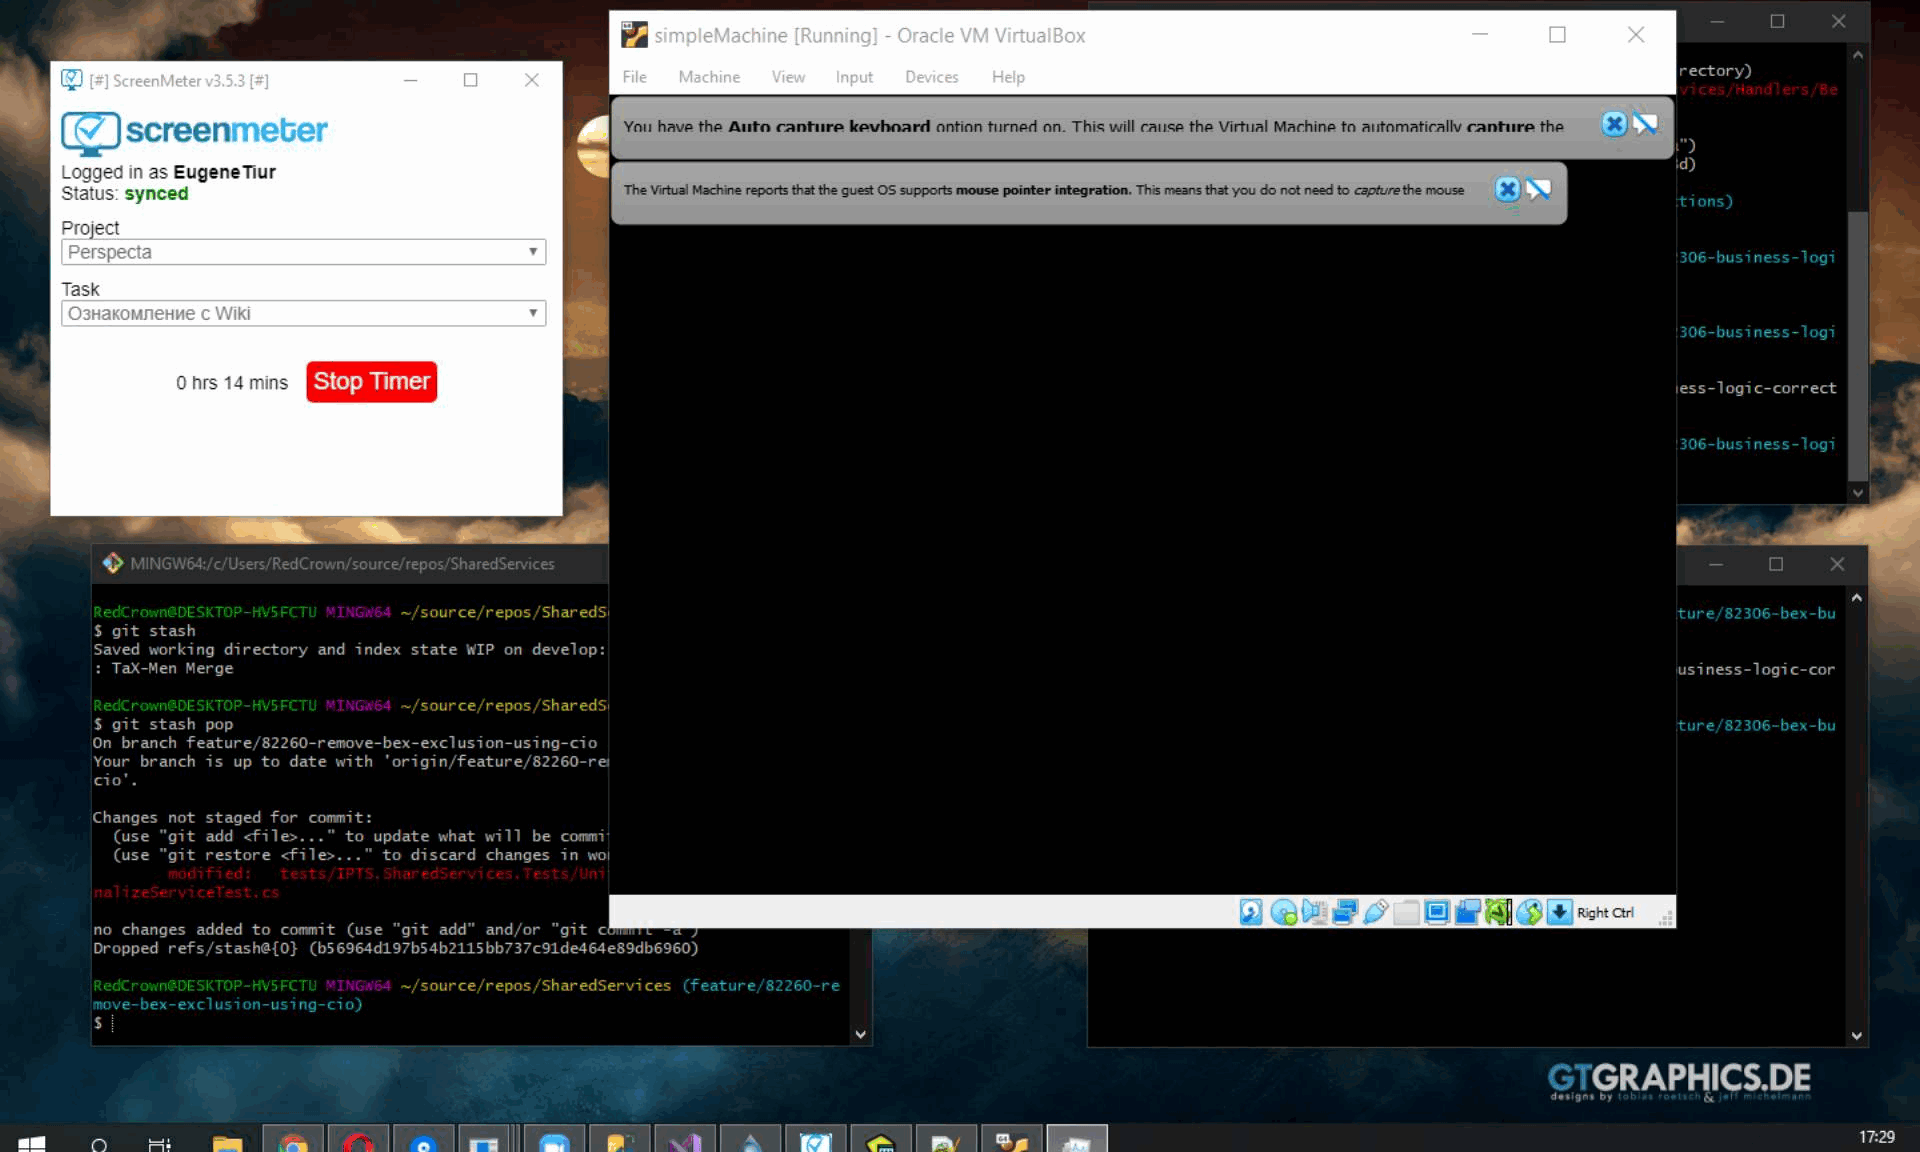 [#] ScreenMeter v3.5.3 [#]
screenmeter
Logged in as EugeneTiur
Status: synced
Project
Perspecta
Task
Ознакомление с Wiki
0 hrs 14 mins
Stop Timer
simpleMachine [Running] - Oracle VM VirtualBox
File Machine View Input Devices Help
You have the Auto capture keyboard option turned on. This will cause the Virtual Machine to automatically capture the
The Virtual Machine reports that the guest OS supports mouse pointer integration. This means that you do not need to capture the mouse
Right Ctrl
rectory)
vices/Handlers/Be
")
d)
tions)
306-business-logi
306-business-logi
ess-logic-correct
306-business-logi
MINGW64:/c/Users/RedCrown/source/repos/SharedServices
RedCrown@DESKTOP-HV5FCTU MINGW64 ~/source/repos/SharedS
$ git stash
Saved working directory and index state WIP on develop:
: TaX-Men Merge
RedCrown@DESKTOP-HV5FCTU MINGW64 ~/source/repos/SharedS
$ git stash pop
On branch feature/82260-remove-bex-exclusion-using-cio
Your branch is up to date with 'origin/feature/82260-re
cio'.
Changes not staged for commit:
(use "git add <file>..." to update what will be commi
(use "git restore <file>..." to discard changes in wo
modified: tests/IPTS.SharedServices.Tests/Uni
nalizeServiceTest.cs
no changes added to commit (use "git add" and/or "git commit -a")
Dropped refs/stash@{0} (b56964d197b54b2115bb737c91de464e89db6960)
RedCrown@DESKTOP-HV5FCTU MINGW64 ~/source/repos/SharedServices (feature/82260-re
move-bex-exclusion-using-cio)
$
ture/82306-bex-bu
usiness-logic-cor
ture/82306-bex-bu
GTGRAPHICS.DE
designs by tobias roetsch & jeff michelmann
17:29